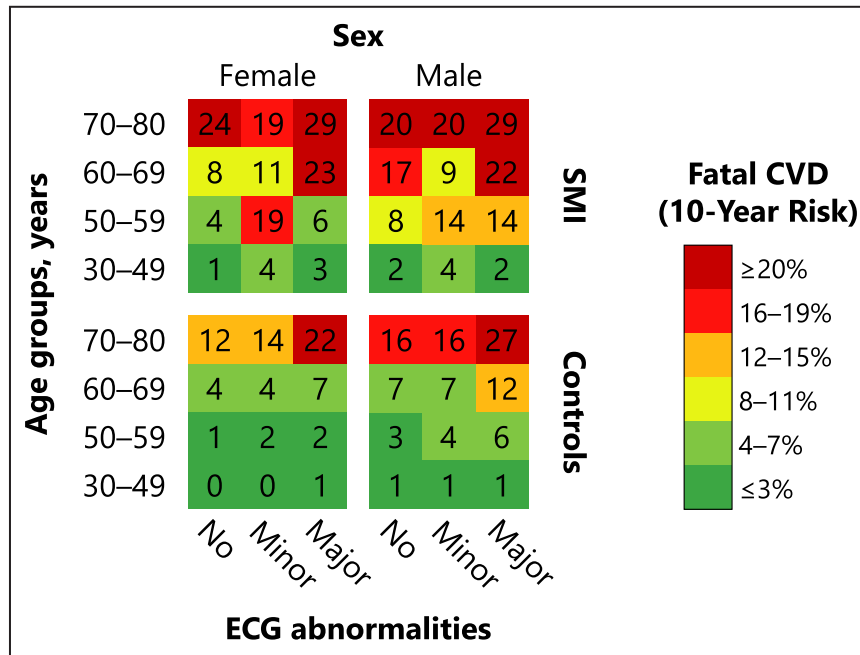 Sex
Female Male
Age groups, years
70–80 24 19 29 20 20 29
60–69 8 11 23 17 9 22
50–59 4 19 6 8 14 14
30–49 1 4 3 2 4 2
SMI
70–80 12 14 22 16 16 27
60–69 4 4 7 7 7 12
50–59 1 2 2 3 4 6
30–49 0 0 1 1 1 1
Controls
No Minor Major No Minor Major
ECG abnormalities
Fatal CVD
(10-Year Risk)
≥20%
16–19%
12–15%
8–11%
4–7%
≤3%